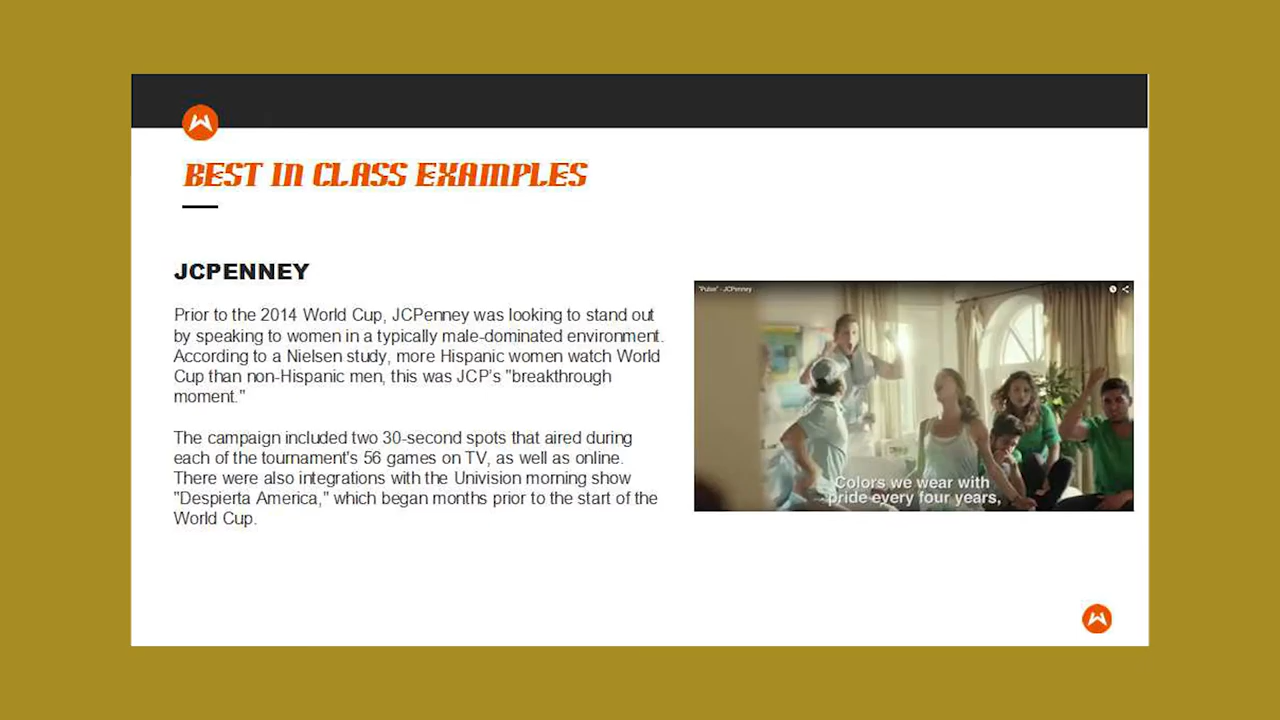 BEST IN CLASS EXAMPLES
JCPENNEY
Prior to the 2014 World Cup, JCPenney was looking to stand out
by speaking to women in a typically male-dominated environment.
According to a Nielsen study, more Hispanic women watch World
Cup than non-Hispanic men, this was JCP's "breakthrough
moment."
The campaign included two 30-second spots that aired during
each of the tournament's 56 games on TV, as well as online.
There were also integrations with the Univision morning show
"Despierta America," which began months prior to the start of the
World Cup.
"Pulse" - JCPenney
Colors we wear with
pride every four years,